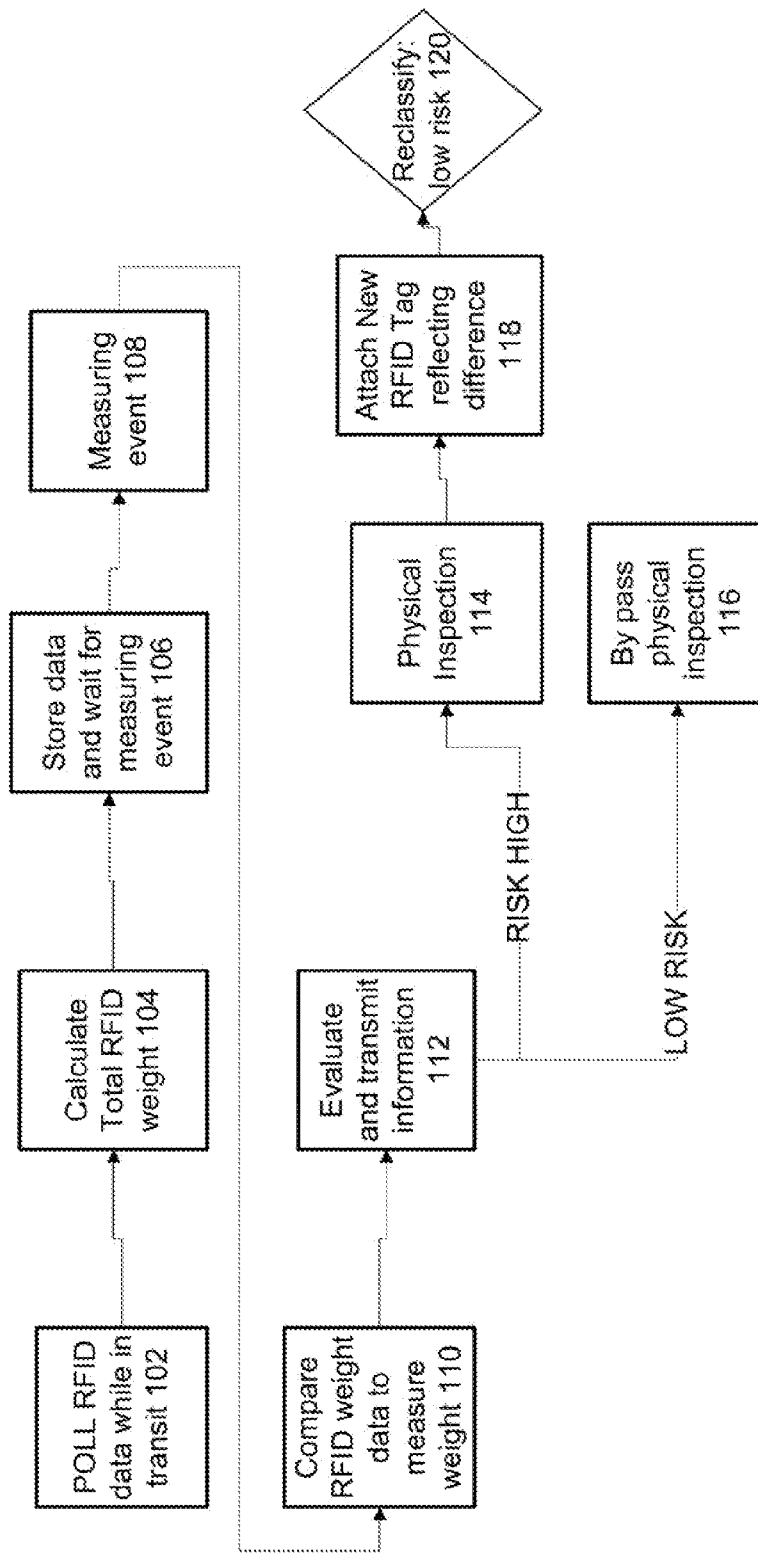 POLL RFID
data while in
transit 102
Calculate
Total RFID
weight 104
Store data
and wait for
measuring
event 106
Measuring
event 108
Compare
RFID weight
data to
measure
weight 110
Evaluate
and transmit
information
112
RISK HIGH
LOW RISK
Physical
Inspection
114
By pass
physical
inspection
116
Attach New
RFID Tag
reflecting
difference
118
Reclassify:
low risk 120